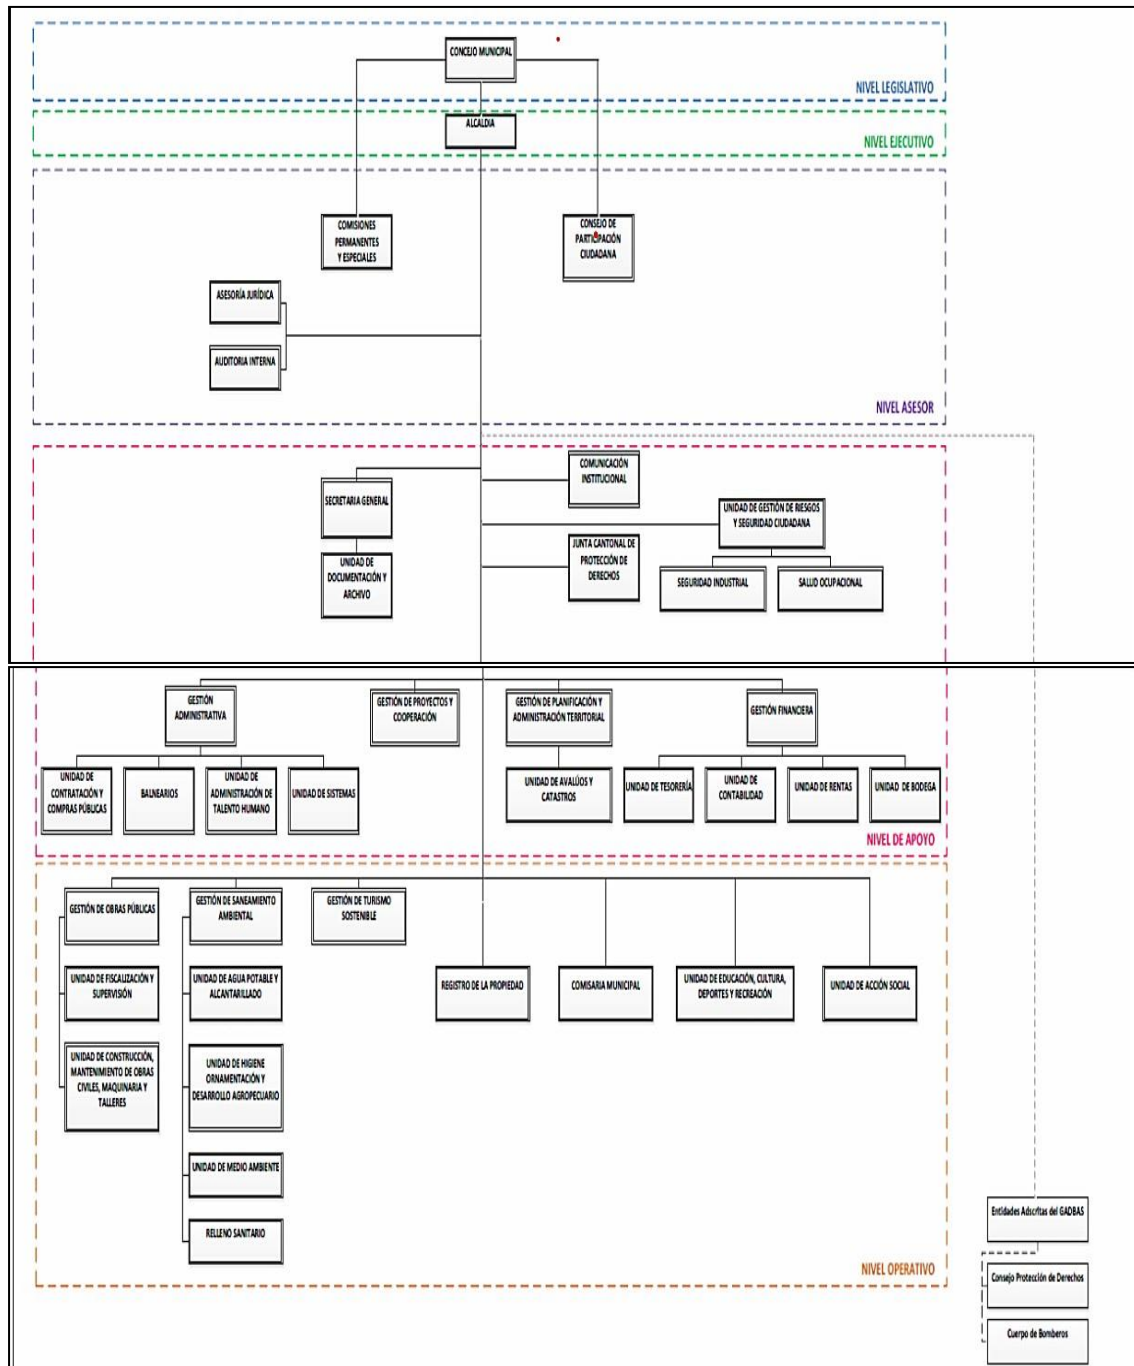 CONCEJO MUNICIPAL
NIVEL LEGISLATIVO
ALCALDIA
NIVEL EJECUTIVO
COMISIONES
PERMANENTES
Y ESPECIALES
CONSEJO DE
PARTICIPACIÓN
CIUDADANA
ASESORÍA JURÍDICA
AUDITORIA INTERNA
NIVEL ASESOR
COMUNICACIÓN
INSTITUCIONAL
SECRETARIA GENERAL
UNIDAD DE GESTIÓN DE RIESGOS
Y SEGURIDAD CIUDADANA
JUNTA CANTONAL DE
PROTECCIÓN DE
DERECHOS
UNIDAD DE
DOCUMENTACIÓN Y
ARCHIVO
SEGURIDAD INDUSTRIAL
SALUD OCUPACIONAL
GESTIÓN
ADMINISTRATIVA
GESTIÓN DE PROYECTOS Y
COOPERACIÓN
GESTIÓN DE PLANIFICACIÓN Y
ADMINISTRACIÓN TERRITORIAL
GESTIÓN FINANCIERA
UNIDAD DE
CONTRATACIÓN Y
COMPRAS PÚBLICAS
BALNEARIOS
UNIDAD DE
ADMINISTRACIÓN DE
TALENTO HUMANO
UNIDAD DE SISTEMAS
UNIDAD DE AVALÚOS Y
CATASTROS
UNIDAD DE TESORERÍA
UNIDAD DE
CONTABILIDAD
UNIDAD DE RENTAS
UNIDAD DE BODEGA
NIVEL DE APOYO
GESTIÓN DE OBRAS PÚBLICAS
GESTIÓN DE SANEAMIENTO
AMBIENTAL
GESTIÓN DE TURISMO
SOSTENIBLE
UNIDAD DE FISCALIZACIÓN Y
SUPERVISIÓN
UNIDAD DE AGUA POTABLE Y
ALCANTARILLADO
REGISTRO DE LA PROPIEDAD
COMISARIA MUNICIPAL
UNIDAD DE EDUCACIÓN, CULTURA,
DEPORTES Y RECREACIÓN
UNIDAD DE ACCIÓN SOCIAL
UNIDAD DE CONSTRUCCIÓN,
MANTENIMIENTO DE OBRAS
CIVILES, MAQUINARIA Y
TALLERES
UNIDAD DE HIGIENE
ORNAMENTACIÓN Y
DESARROLLO AGROPECUARIO
UNIDAD DE MEDIO AMBIENTE
RELLENO SANITARIO
NIVEL OPERATIVO
Entidades Adscritas del GADBAS
Consejo Protección de Derechos
Cuerpo de Bomberos